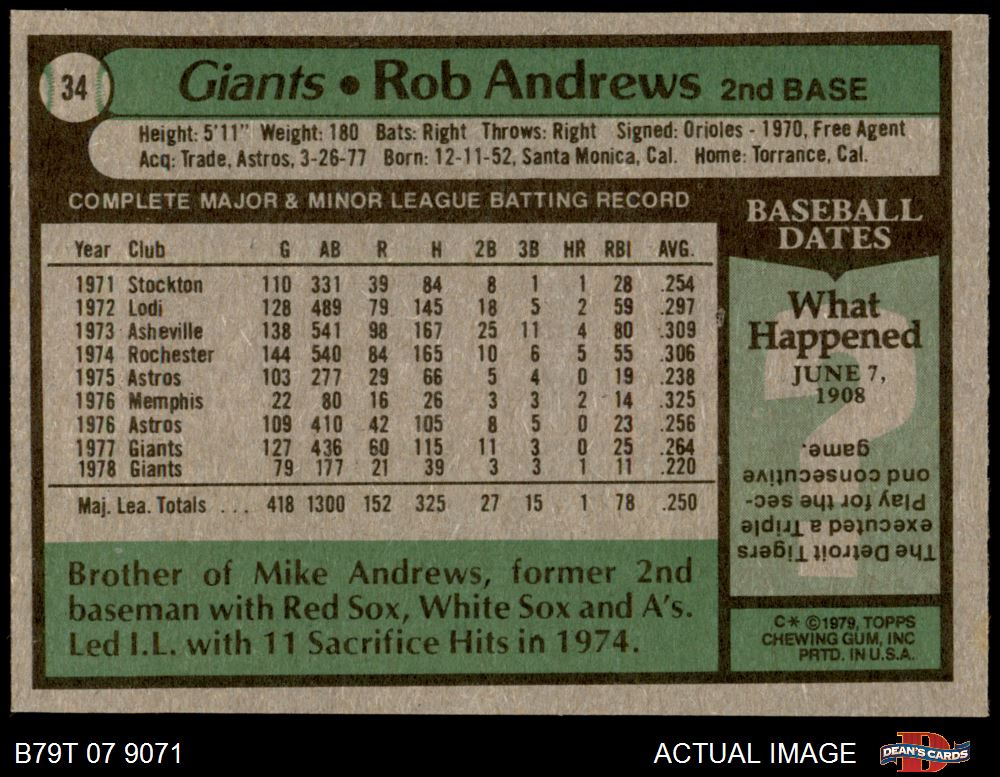 34
Giants • Rob Andrews 2nd BASE
Height: 5'11" Weight: 180 Bats: Right Throws: Right Signed: Orioles - 1970, Free Agent
Acq: Trade, Astros, 3-26-77 Born: 12-11-52, Santa Monica, Cal. Home: Torrance, Cal.
COMPLETE MAJOR & MINOR LEAGUE BATTING RECORD
Year Club G AB R H 2B 3B HR RBI AVG.
1971 Stockton 110 331 39 84 8 1 1 28 .254
1972 Lodi 128 489 79 145 18 5 2 59 .297
1973 Asheville 138 541 98 167 25 11 4 80 .309
1974 Rochester 144 540 84 165 10 6 5 55 .306
1975 Astros 103 277 29 66 5 4 0 19 .238
1976 Memphis 22 80 16 26 3 3 2 14 .325
1976 Astros 109 410 42 105 8 5 0 23 .256
1977 Giants 127 436 60 115 11 3 0 25 .264
1978 Giants 79 177 21 39 3 3 1 11 .220
Maj. Lea. Totals ... 418 1300 152 325 27 15 1 78 .250
Brother of Mike Andrews, former 2nd
baseman with Red Sox, White Sox and A's.
Led I.L. with 11 Sacrifice Hits in 1974.
BASEBALL
DATES
What
Happened
JUNE 7,
1908
The Detroit Tigers
executed a Triple
Play for the sec-
ond consecutive
game.
C* ©1979, TOPPS
CHEWING GUM, INC
PRTD. IN U.S.A.
B79T 07 9071
ACTUAL IMAGE
DEAN'S CARDS